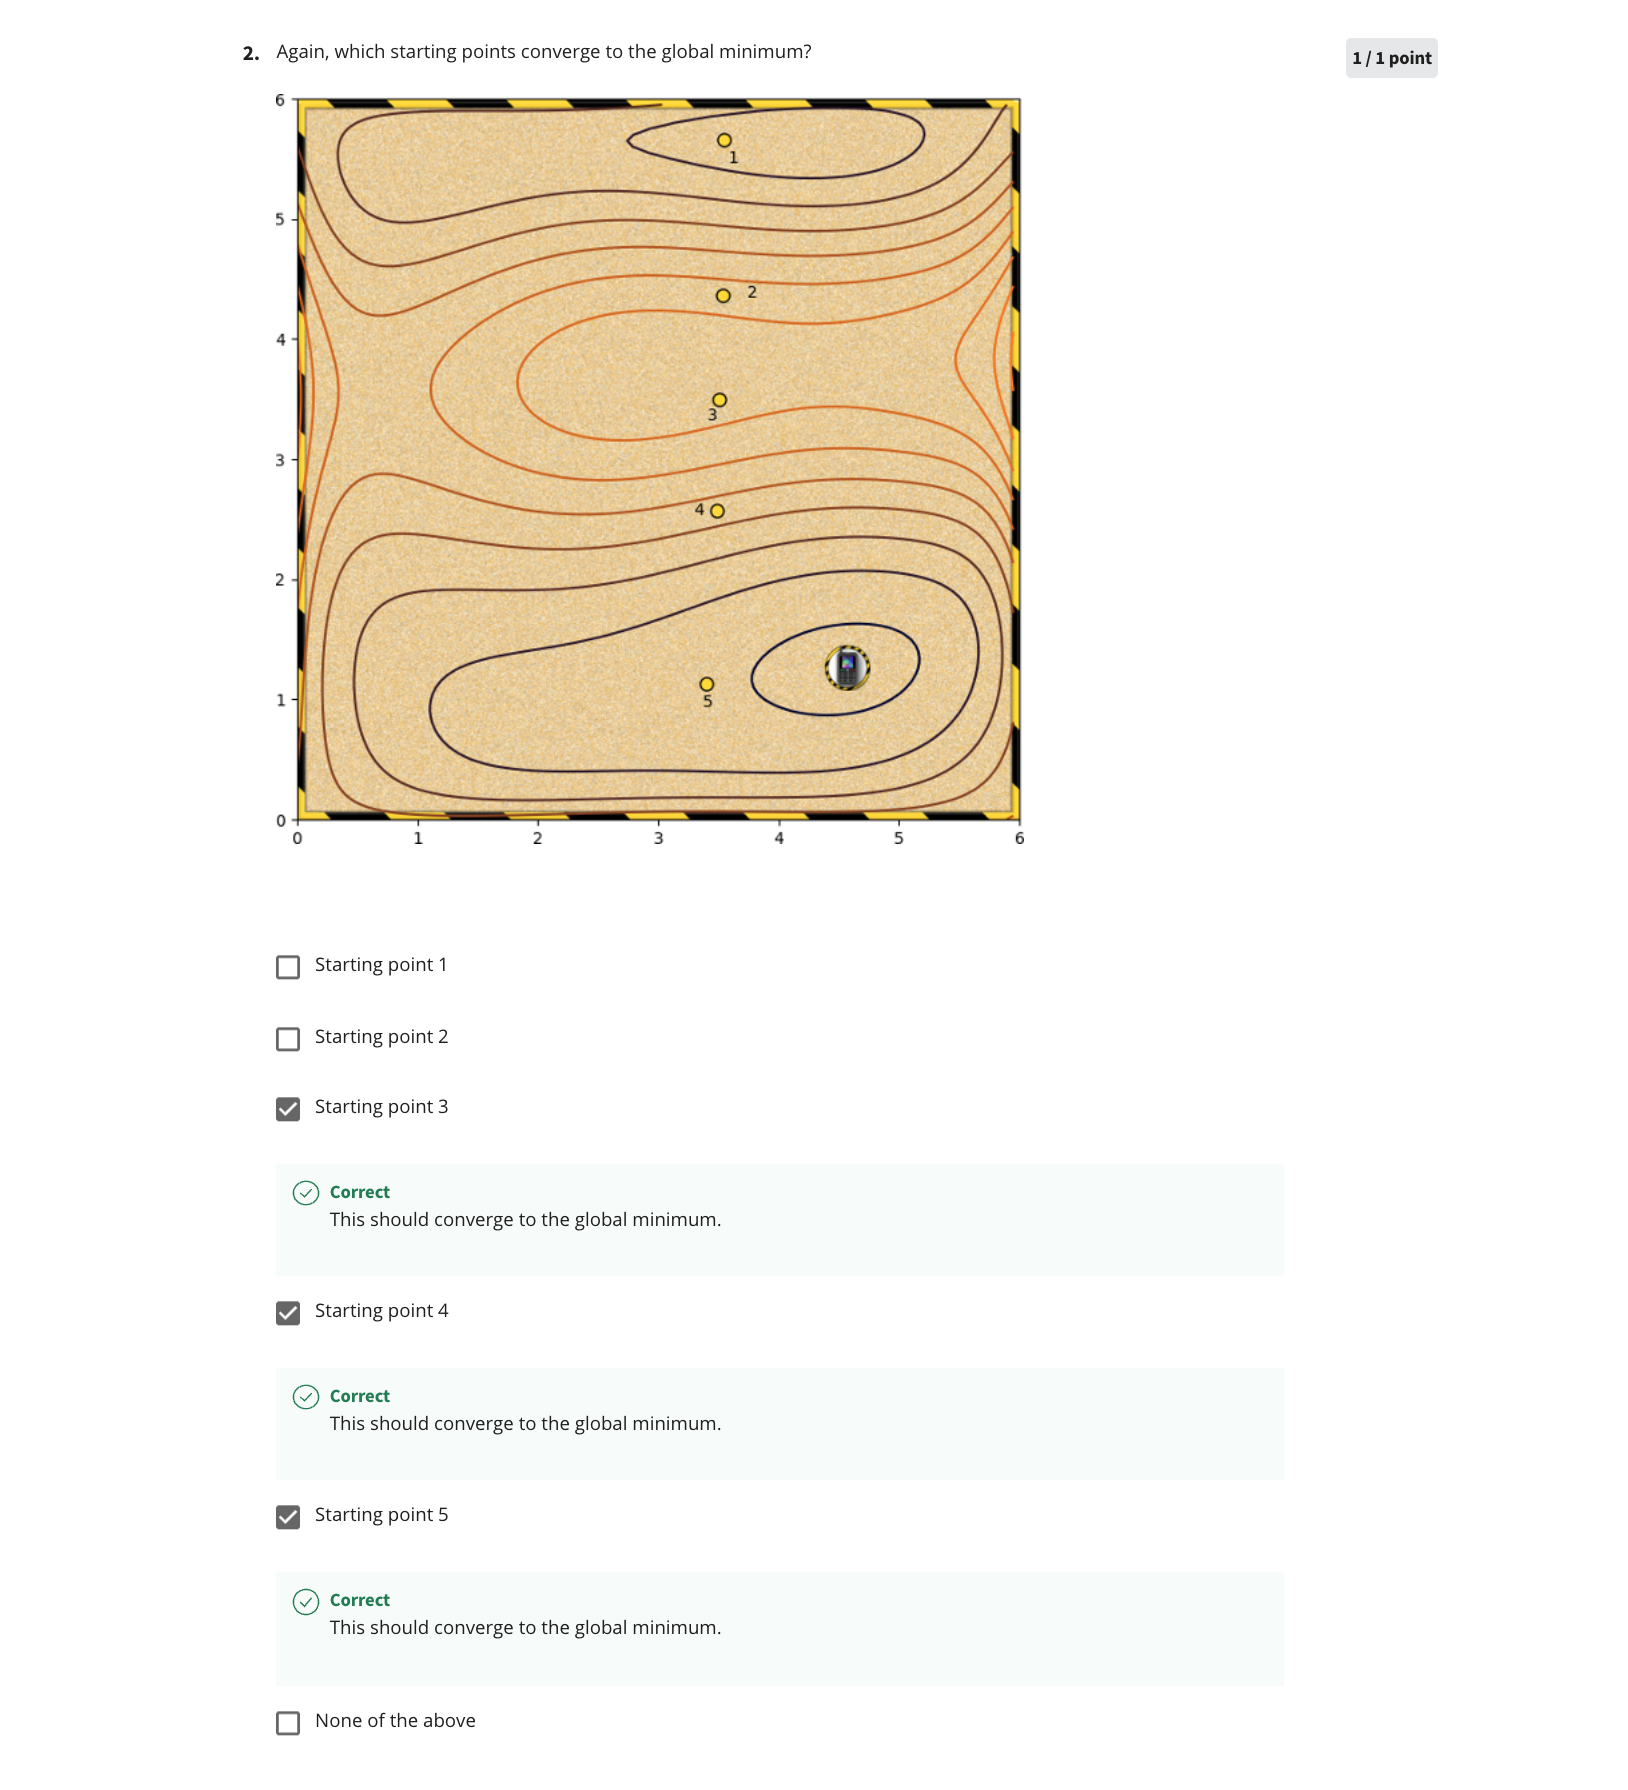 2. Again, which starting points converge to the global minimum?
1 / 1 point
6
5
4
3
2
1
0
0 1 2 3 4 5 6
1
2
3
4
5
Starting point 1
Starting point 2
Starting point 3
Correct
This should converge to the global minimum.
Starting point 4
Correct
This should converge to the global minimum.
Starting point 5
Correct
This should converge to the global minimum.
None of the above